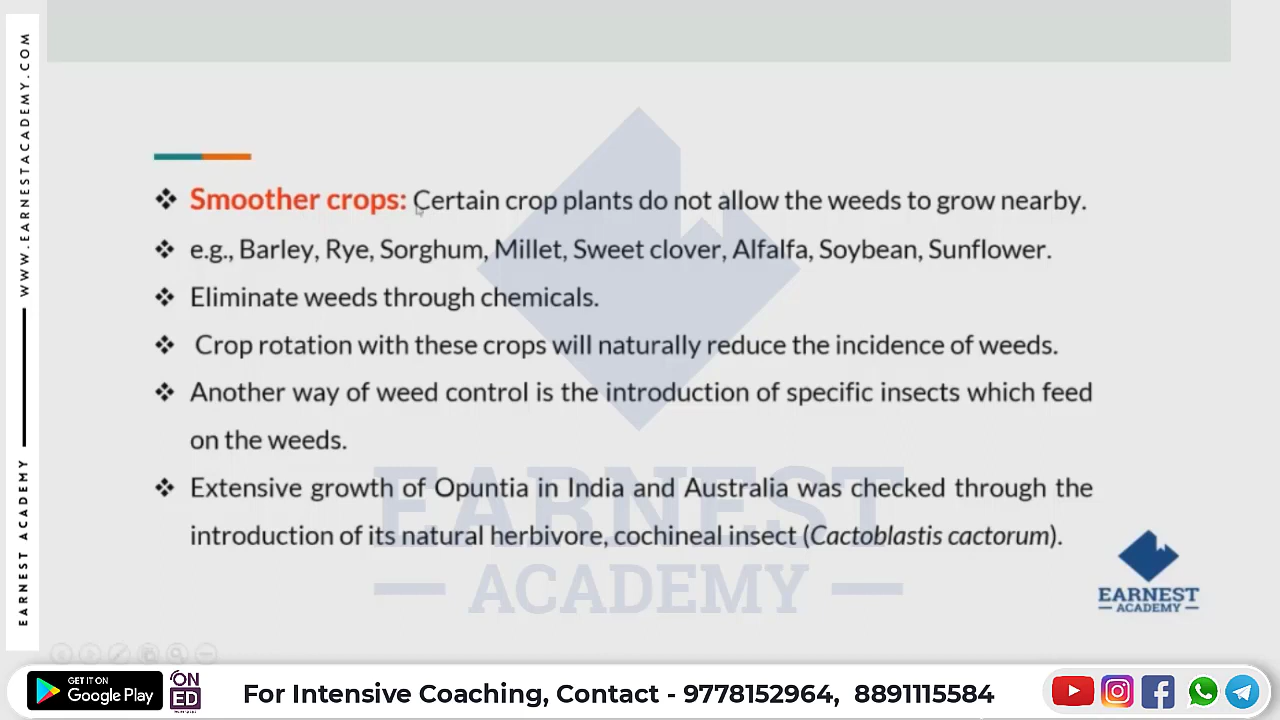 WWW.EARNESTACADEMY.COM
EARNEST ACADEMY
❖ Smoother crops: Certain crop plants do not allow the weeds to grow nearby.
❖ e.g., Barley, Rye, Sorghum, Millet, Sweet clover, Alfalfa, Soybean, Sunflower.
❖ Eliminate weeds through chemicals.
❖ Crop rotation with these crops will naturally reduce the incidence of weeds.
❖ Another way of weed control is the introduction of specific insects which feed
on the weeds.
❖ Extensive growth of Opuntia in India and Australia was checked through the
introduction of its natural herbivore, cochineal insect (Cactoblastis cactorum).
EARNEST
ACADEMY
EARNEST
ACADEMY
GET IT ON
Google Play
ON
ED
For Intensive Coaching, Contact - 9778152964, 8891115584